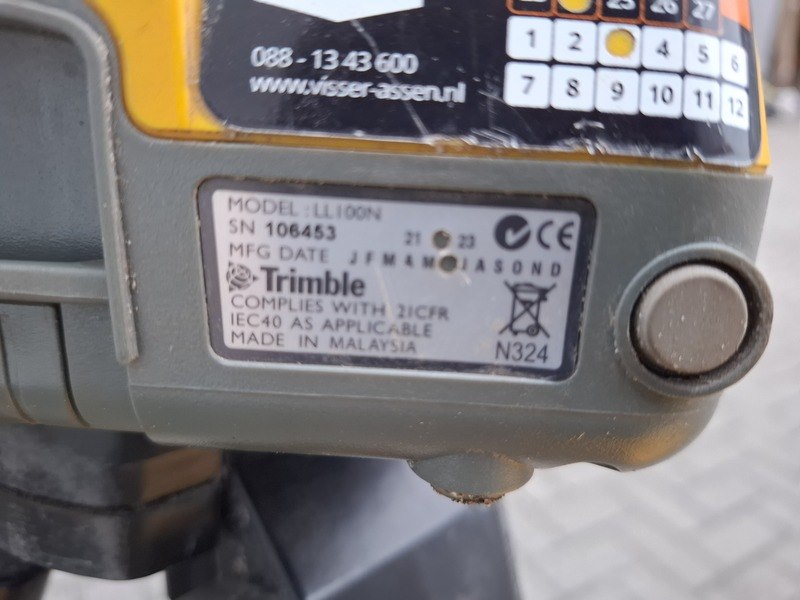 25 26 27
088 - 13 43 600
www.visser-assen.nl
1 2 4 5 6
7 8 9 10 11 12
MODEL : LL100N
SN 106453
21 23
MFG DATE J F M A M J A S O N D
CE
Trimble
COMPLIES WITH 21CFR
IEC40 AS APPLICABLE
MADE IN MALAYSIA
N324